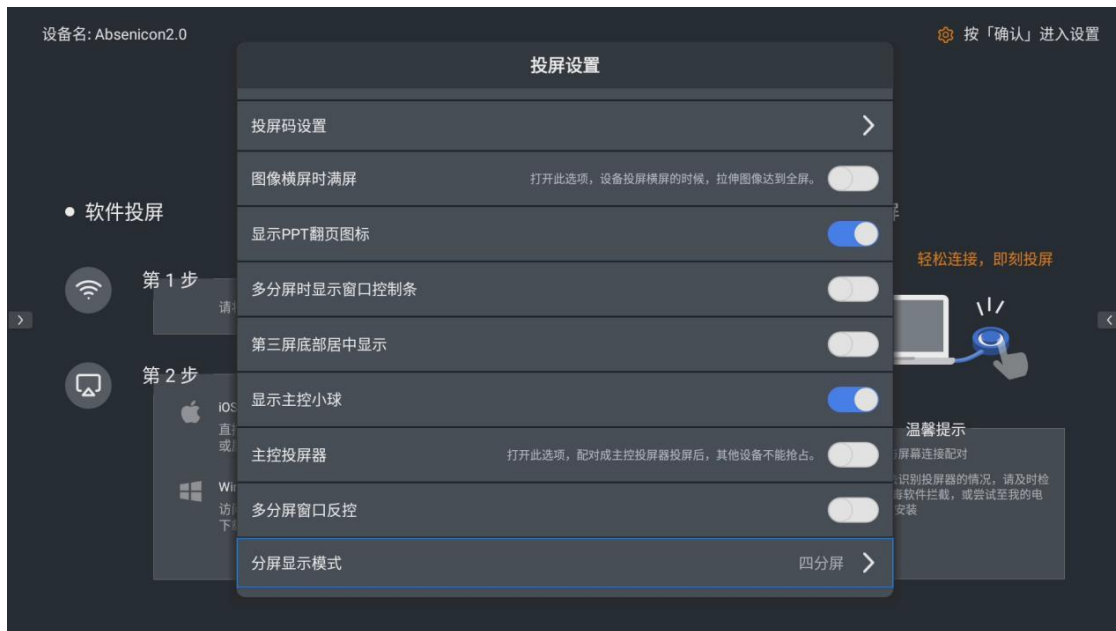 设备名: Absenicon2.0
按「确认」进入设置
投屏设置
投屏码设置
图像横屏时满屏
打开此选项，设备投屏横屏的时候，拉伸图像达到全屏。
显示PPT翻页图标
多分屏时显示窗口控制条
第三屏底部居中显示
显示主控小球
主控投屏器
打开此选项，配对成主控投屏器投屏后，其他设备不能抢占。
多分屏窗口反控
分屏显示模式
四分屏
软件投屏
第 1 步
请
第 2 步
iOS
直
或
Wi
访
下
轻松连接，即刻投屏
温馨提示
屏幕连接配对
识别投屏器的情况，请及时检
软件拦截，或尝试至我的电
安装